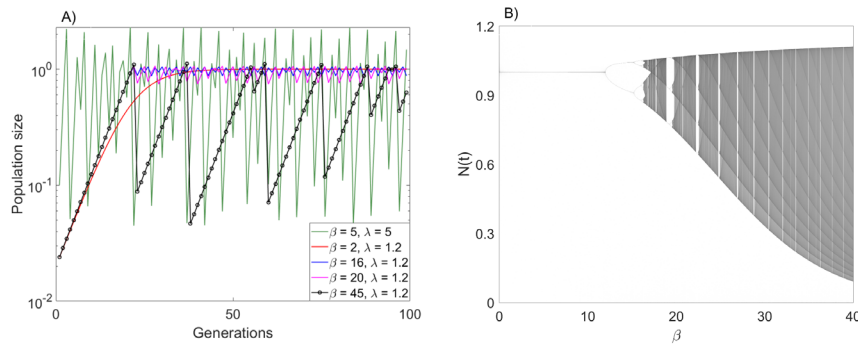 A)
Population size
10^0
10^-1
10^-2
0
50
100
Generations
β = 5, λ = 5
β = 2, λ = 1.2
β = 16, λ = 1.2
β = 20, λ = 1.2
β = 45, λ = 1.2
B)
N(t)
1.2
0.9
0.6
0.3
0
0
10
20
30
40
β